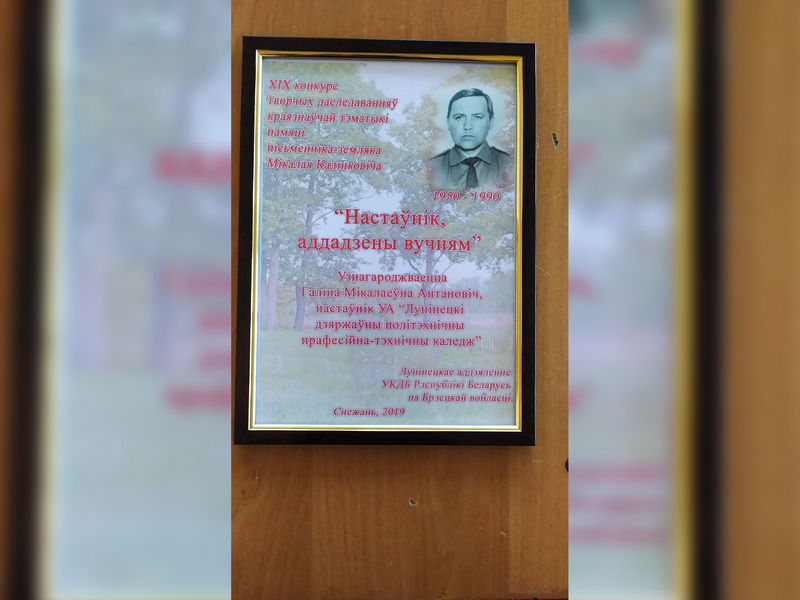 XIX конкурс
творчых даследаванняў
краязнаўчай тэматыкі
памяці
пісьменніка-земляка
Мікалая Калінковіча
1950 - 1990
“Настаўнік,
аддадзены вучням”
Узнагароджваецца
Галіна Мікалаеўна Антановіч,
настаўнік УА “Лунінецкі
дзяржаўны політэхнічны
прафесійна-тэхнічны каледж”
Лунінецкае аддзяленне
УКДБ Рэспублікі Беларусь
па Брэсцкай вобласці.
Снежань, 2019